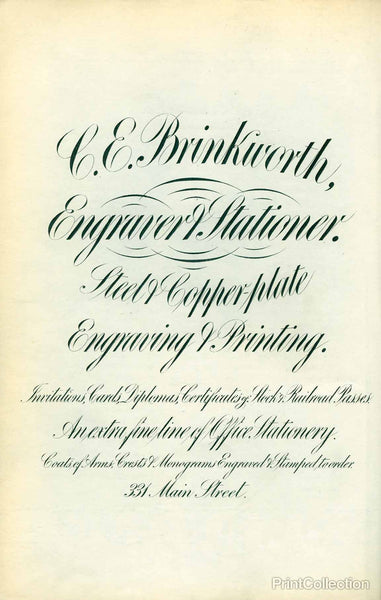 C. E. Brinkworth,
Engraver & Stationer.
Steel & Copper-plate
Engraving & Printing.
Invitations, Cards, Diplomas, Certificates of Stock & Railroad Passes
An extra fine line of Office Stationery.
Coats of Arms, Crests & Monograms Engraved & Stamped to order.
331 Main Street.
PrintCollection